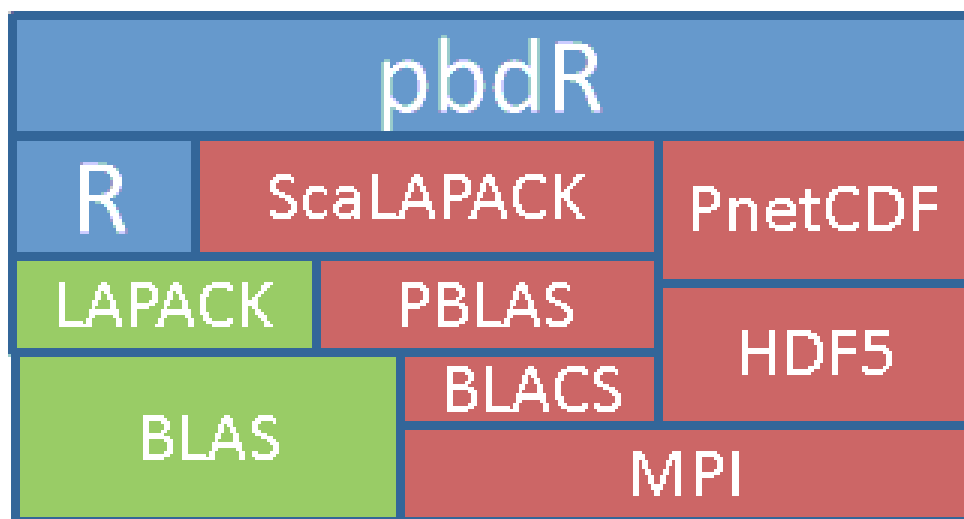 pbdR
R
ScaLAPACK
PnetCDF
LAPACK
PBLAS
HDF5
BLAS
BLACS
MPI